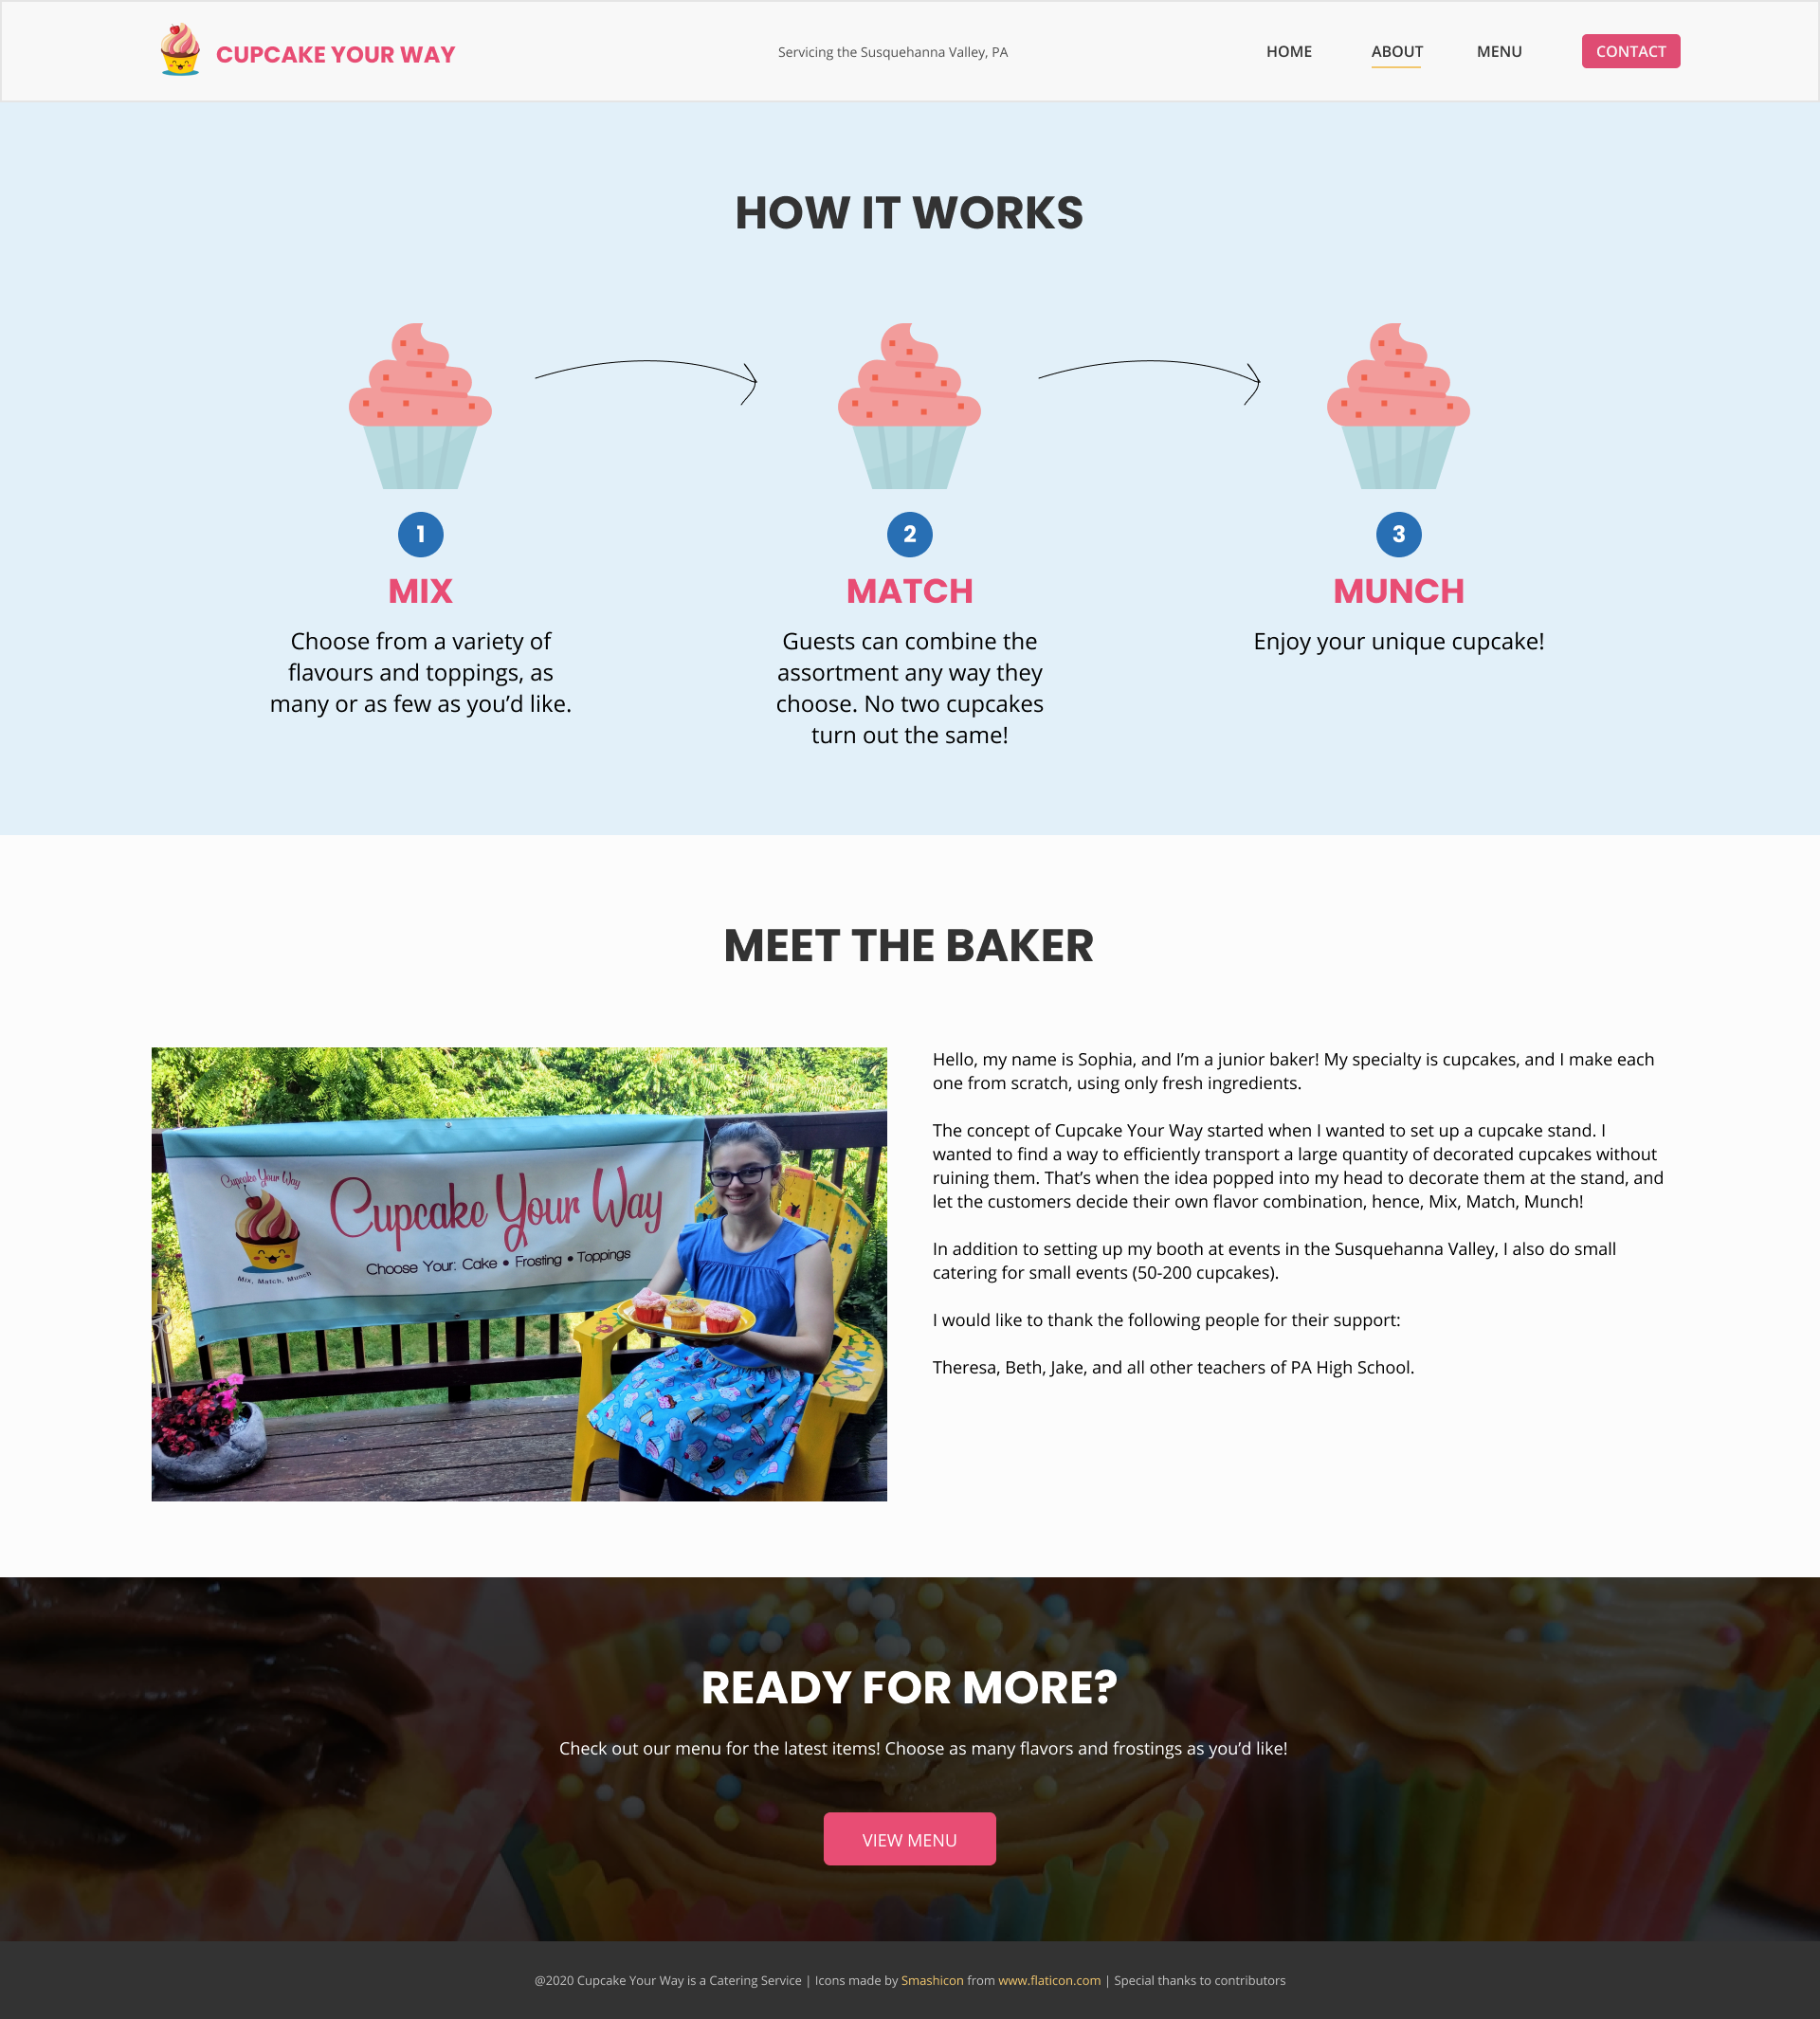 CUPCAKE YOUR WAY
Servicing the Susquehanna Valley, PA
HOME
ABOUT
MENU
CONTACT
HOW IT WORKS
1
MIX
Choose from a variety of
flavours and toppings, as
many or as few as you’d like.
2
MATCH
Guests can combine the
assortment any way they
choose. No two cupcakes
turn out the same!
3
MUNCH
Enjoy your unique cupcake!
MEET THE BAKER
Cupcake Your Way
Mix, Match, Munch
Cupcake Your Way
Choose Your: Cake • Frosting • Toppings
Hello, my name is Sophia, and I’m a junior baker! My specialty is cupcakes, and I make each
one from scratch, using only fresh ingredients.
The concept of Cupcake Your Way started when I wanted to set up a cupcake stand. I
wanted to find a way to efficiently transport a large quantity of decorated cupcakes without
ruining them. That’s when the idea popped into my head to decorate them at the stand, and
let the customers decide their own flavor combination, hence, Mix, Match, Munch!
In addition to setting up my booth at events in the Susquehanna Valley, I also do small
catering for small events (50-200 cupcakes).
I would like to thank the following people for their support:
Theresa, Beth, Jake, and all other teachers of PA High School.
READY FOR MORE?
Check out our menu for the latest items! Choose as many flavors and frostings as you’d like!
VIEW MENU
@2020 Cupcake Your Way is a Catering Service | Icons made by Smashicon from www.flaticon.com | Special thanks to contributors